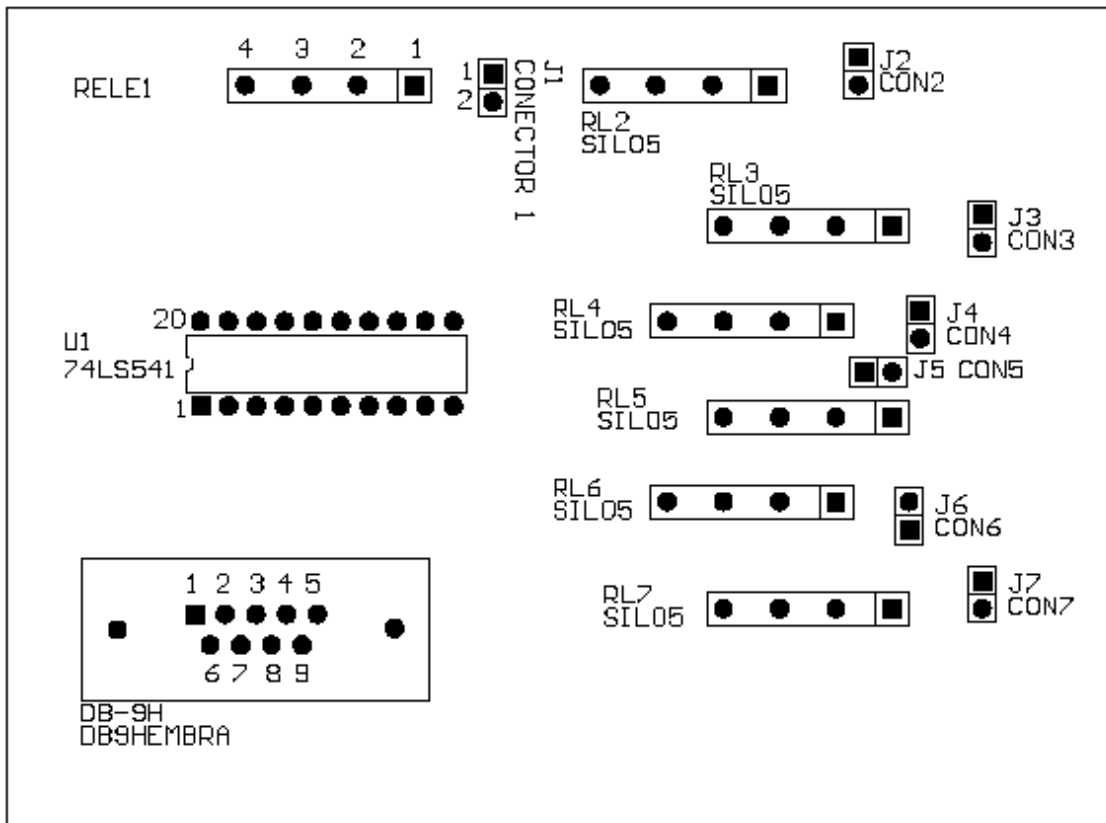 4 3 2 1
RELE1
1
2
J1
CONECTOR 1
RL2
SIL05
J2
CON2
RL3
SIL05
J3
CON3
RL4
SIL05
J4
CON4
J5 CON5
20
U1
74LS541
1
RL5
SIL05
RL6
SIL05
J6
CON6
1 2 3 4 5
6 7 8 9
DB-9H
DB9HEMBRA
RL7
SIL05
J7
CON7